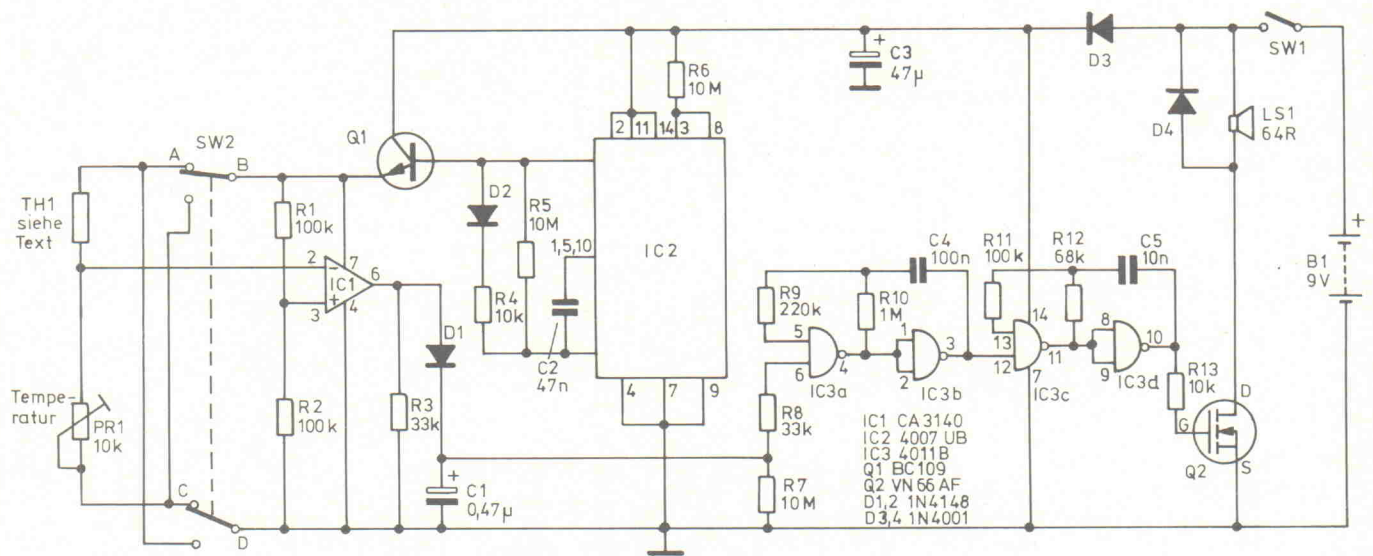 SW1
D3
C3
47µ
+
R6
10M
2
11
14
3
8
D4
LS1
64R
Q1
SW2
A
B
TH1
siehe
Text
R1
100k
D2
R5
10M
1,5,10
IC2
R4
10k
C2
47n
2
7
6
IC1
-
+
3
4
D1
C4
100n
R11
100k
R12
68k
C5
10n
B1
9V
+
R9
220k
R10
1M
5
6
4
IC3a
1
2
3
IC3b
14
13
12
11
7
IC3c
8
9
10
IC3d
R13
10k
D
G
S
Q2
Tempe-
ratur
PR1
10k
R2
100k
R3
33k
4
7
9
R8
33k
R7
10M
C
D
+
C1
0,47µ
IC1 CA3140
IC2 4007 UB
IC3 4011B
Q1 BC109
Q2 VN66AF
D1,2 1N4148
D3,4 1N4001